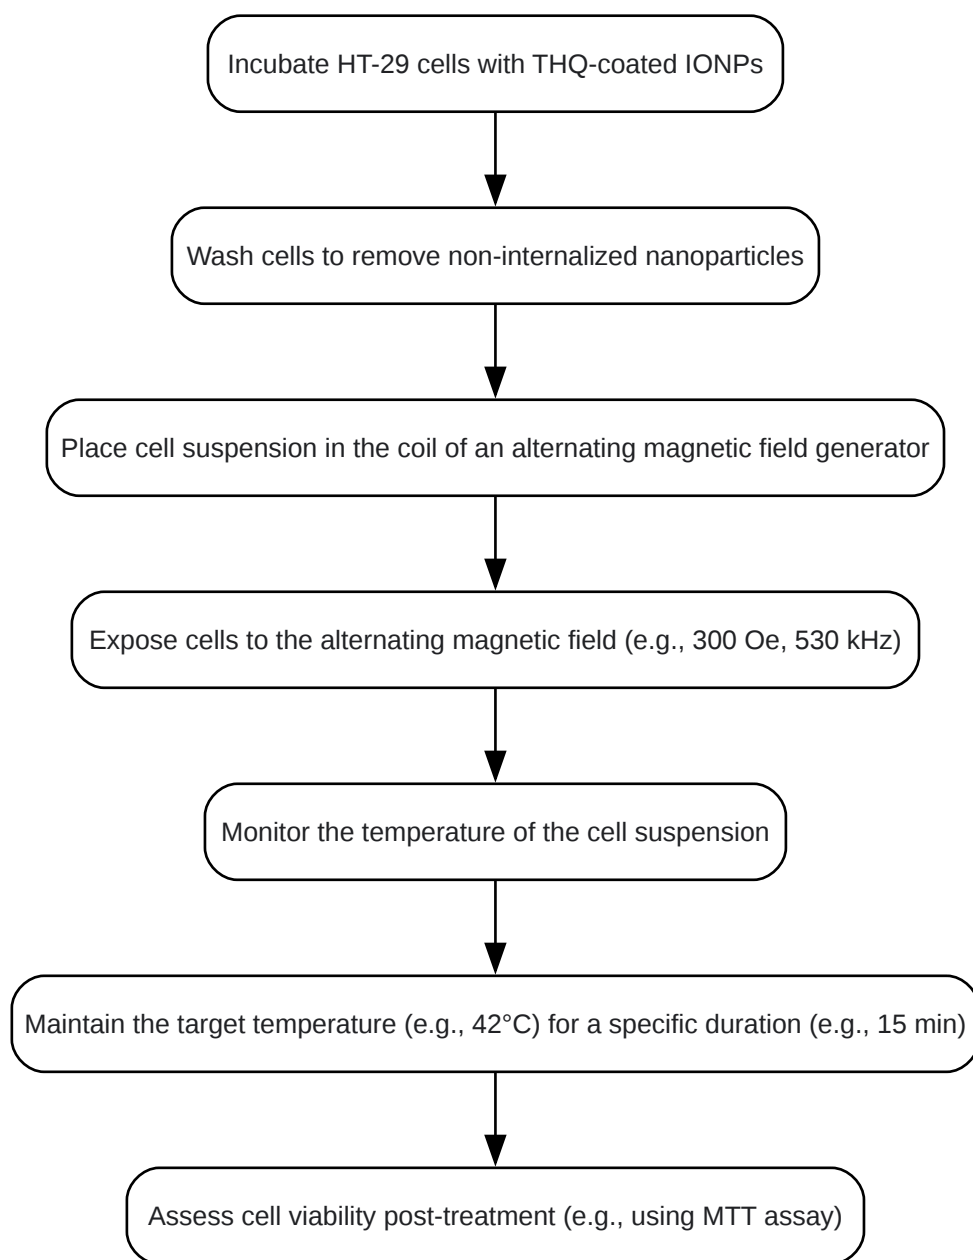 Incubate HT-29 cells with THQ-coated IONPs
Wash cells to remove non-internalized nanoparticles
Place cell suspension in the coil of an alternating magnetic field generator
Expose cells to the alternating magnetic field (e.g., 300 Oe, 530 kHz)
Monitor the temperature of the cell suspension
Maintain the target temperature (e.g., 42°C) for a specific duration (e.g., 15 min)
Assess cell viability post-treatment (e.g., using MTT assay)